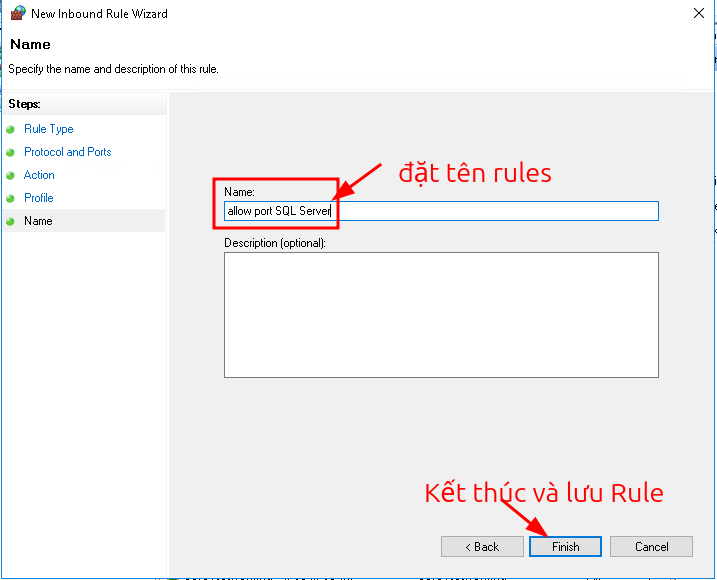 New Inbound Rule Wizard
Name
Specify the name and description of this rule.
Steps:
Rule Type
Protocol and Ports
Action
Profile
Name
đặt tên rules
Name:
allow port SQL Server
Description (optional):
Kết thúc và lưu Rule
< Back
Finish
Cancel